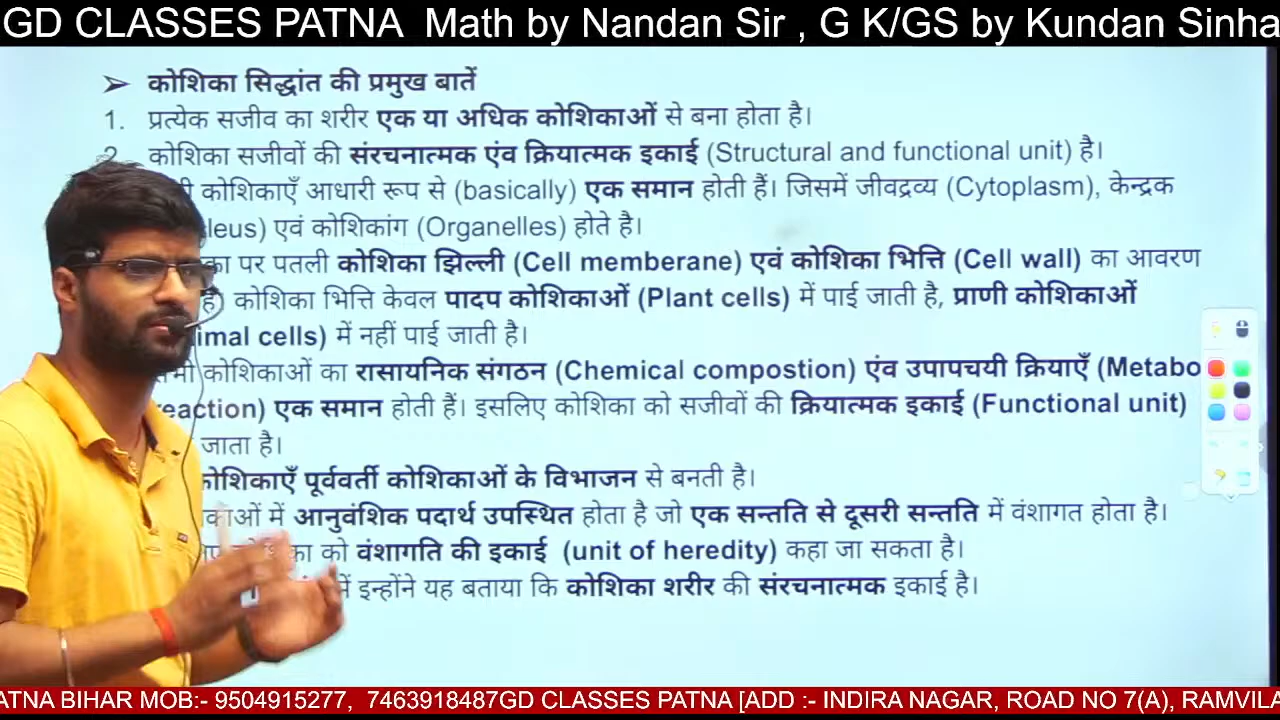 GD CLASSES PATNA Math by Nandan Sir , G K/GS by Kundan Sinha
➢ कोशिका सिद्धांत की प्रमुख बातें
1. प्रत्येक सजीव का शरीर एक या अधिक कोशिकाओं से बना होता है।
2. कोशिका सजीवों की संरचनात्मक एंव क्रियात्मक इकाई (Structural and functional unit) है।
कोशिकाएँ आधारी रूप से (basically) एक समान होती हैं। जिसमें जीवद्रव्य (Cytoplasm), केन्द्रक
leus) एवं कोशिकांग (Organelles) होते है।
का पर पतली कोशिका झिल्ली (Cell memberane) एवं कोशिका भित्ति (Cell wall) का आवरण
है) कोशिका भित्ति केवल पादप कोशिकाओं (Plant cells) में पाई जाती है, प्राणी कोशिकाओं
imal cells) में नहीं पाई जाती है।
कोशिकाओं का रासायनिक संगठन (Chemical compostion) एंव उपापचयी क्रियाएँ (Metabo
reaction) एक समान होती हैं। इसलिए कोशिका को सजीवों की क्रियात्मक इकाई (Functional unit)
जाता है।
कोशिकाएँ पूर्ववर्ती कोशिकाओं के विभाजन से बनती है।
काओं में आनुवंशिक पदार्थ उपस्थित होता है जो एक सन्तति से दूसरी सन्तति में वंशागत होता है।
का को वंशागति की इकाई (unit of heredity) कहा जा सकता है।
में इन्होंने यह बताया कि कोशिका शरीर की संरचनात्मक इकाई है।
ATNA BIHAR MOB:- 9504915277, 7463918487GD CLASSES PATNA [ADD :- INDIRA NAGAR, ROAD NO 7(A), RAMVILA